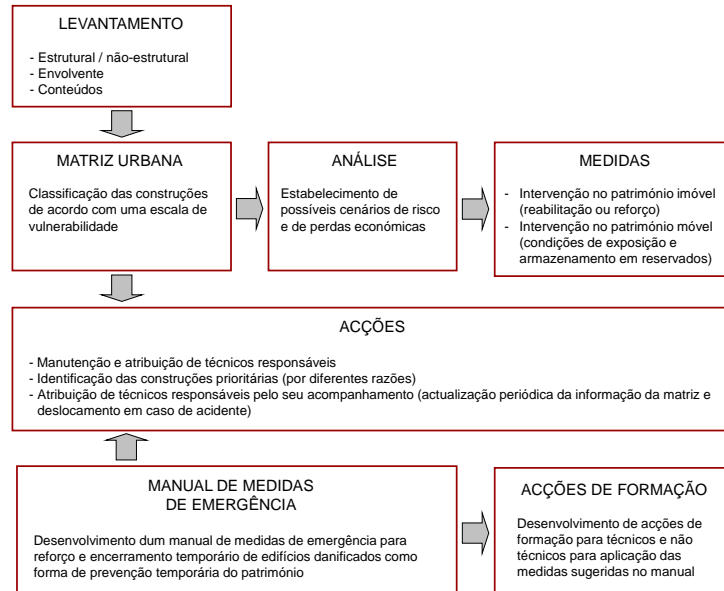 LEVANTAMENTO
- Estrutural / não-estrutural
- Envolvente
- Conteúdos
MATRIZ URBANA
Classificação das construções
de acordo com uma escala de
vulnerabilidade
ANÁLISE
Estabelecimento de
possíveis cenários de risco
e de perdas económicas
MEDIDAS
- Intervenção no património imóvel
(reabilitação ou reforço)
- Intervenção no património móvel
(condições de exposição e
armazenamento em reservados)
ACÇÕES
- Manutenção e atribuição de técnicos responsáveis
- Identificação das construções prioritárias (por diferentes razões)
- Atribuição de técnicos responsáveis pelo seu acompanhamento (actualização periódica da informação da matriz e
deslocamento em caso de acidente)
MANUAL DE MEDIDAS
DE EMERGÊNCIA
Desenvolvimento dum manual de medidas de emergência para
reforço e encerramento temporário de edifícios danificados como
forma de prevenção temporária do património
ACÇÕES DE FORMAÇÃO
Desenvolvimento de acções de
formação para técnicos e não
técnicos para aplicação das
medidas sugeridas no manual